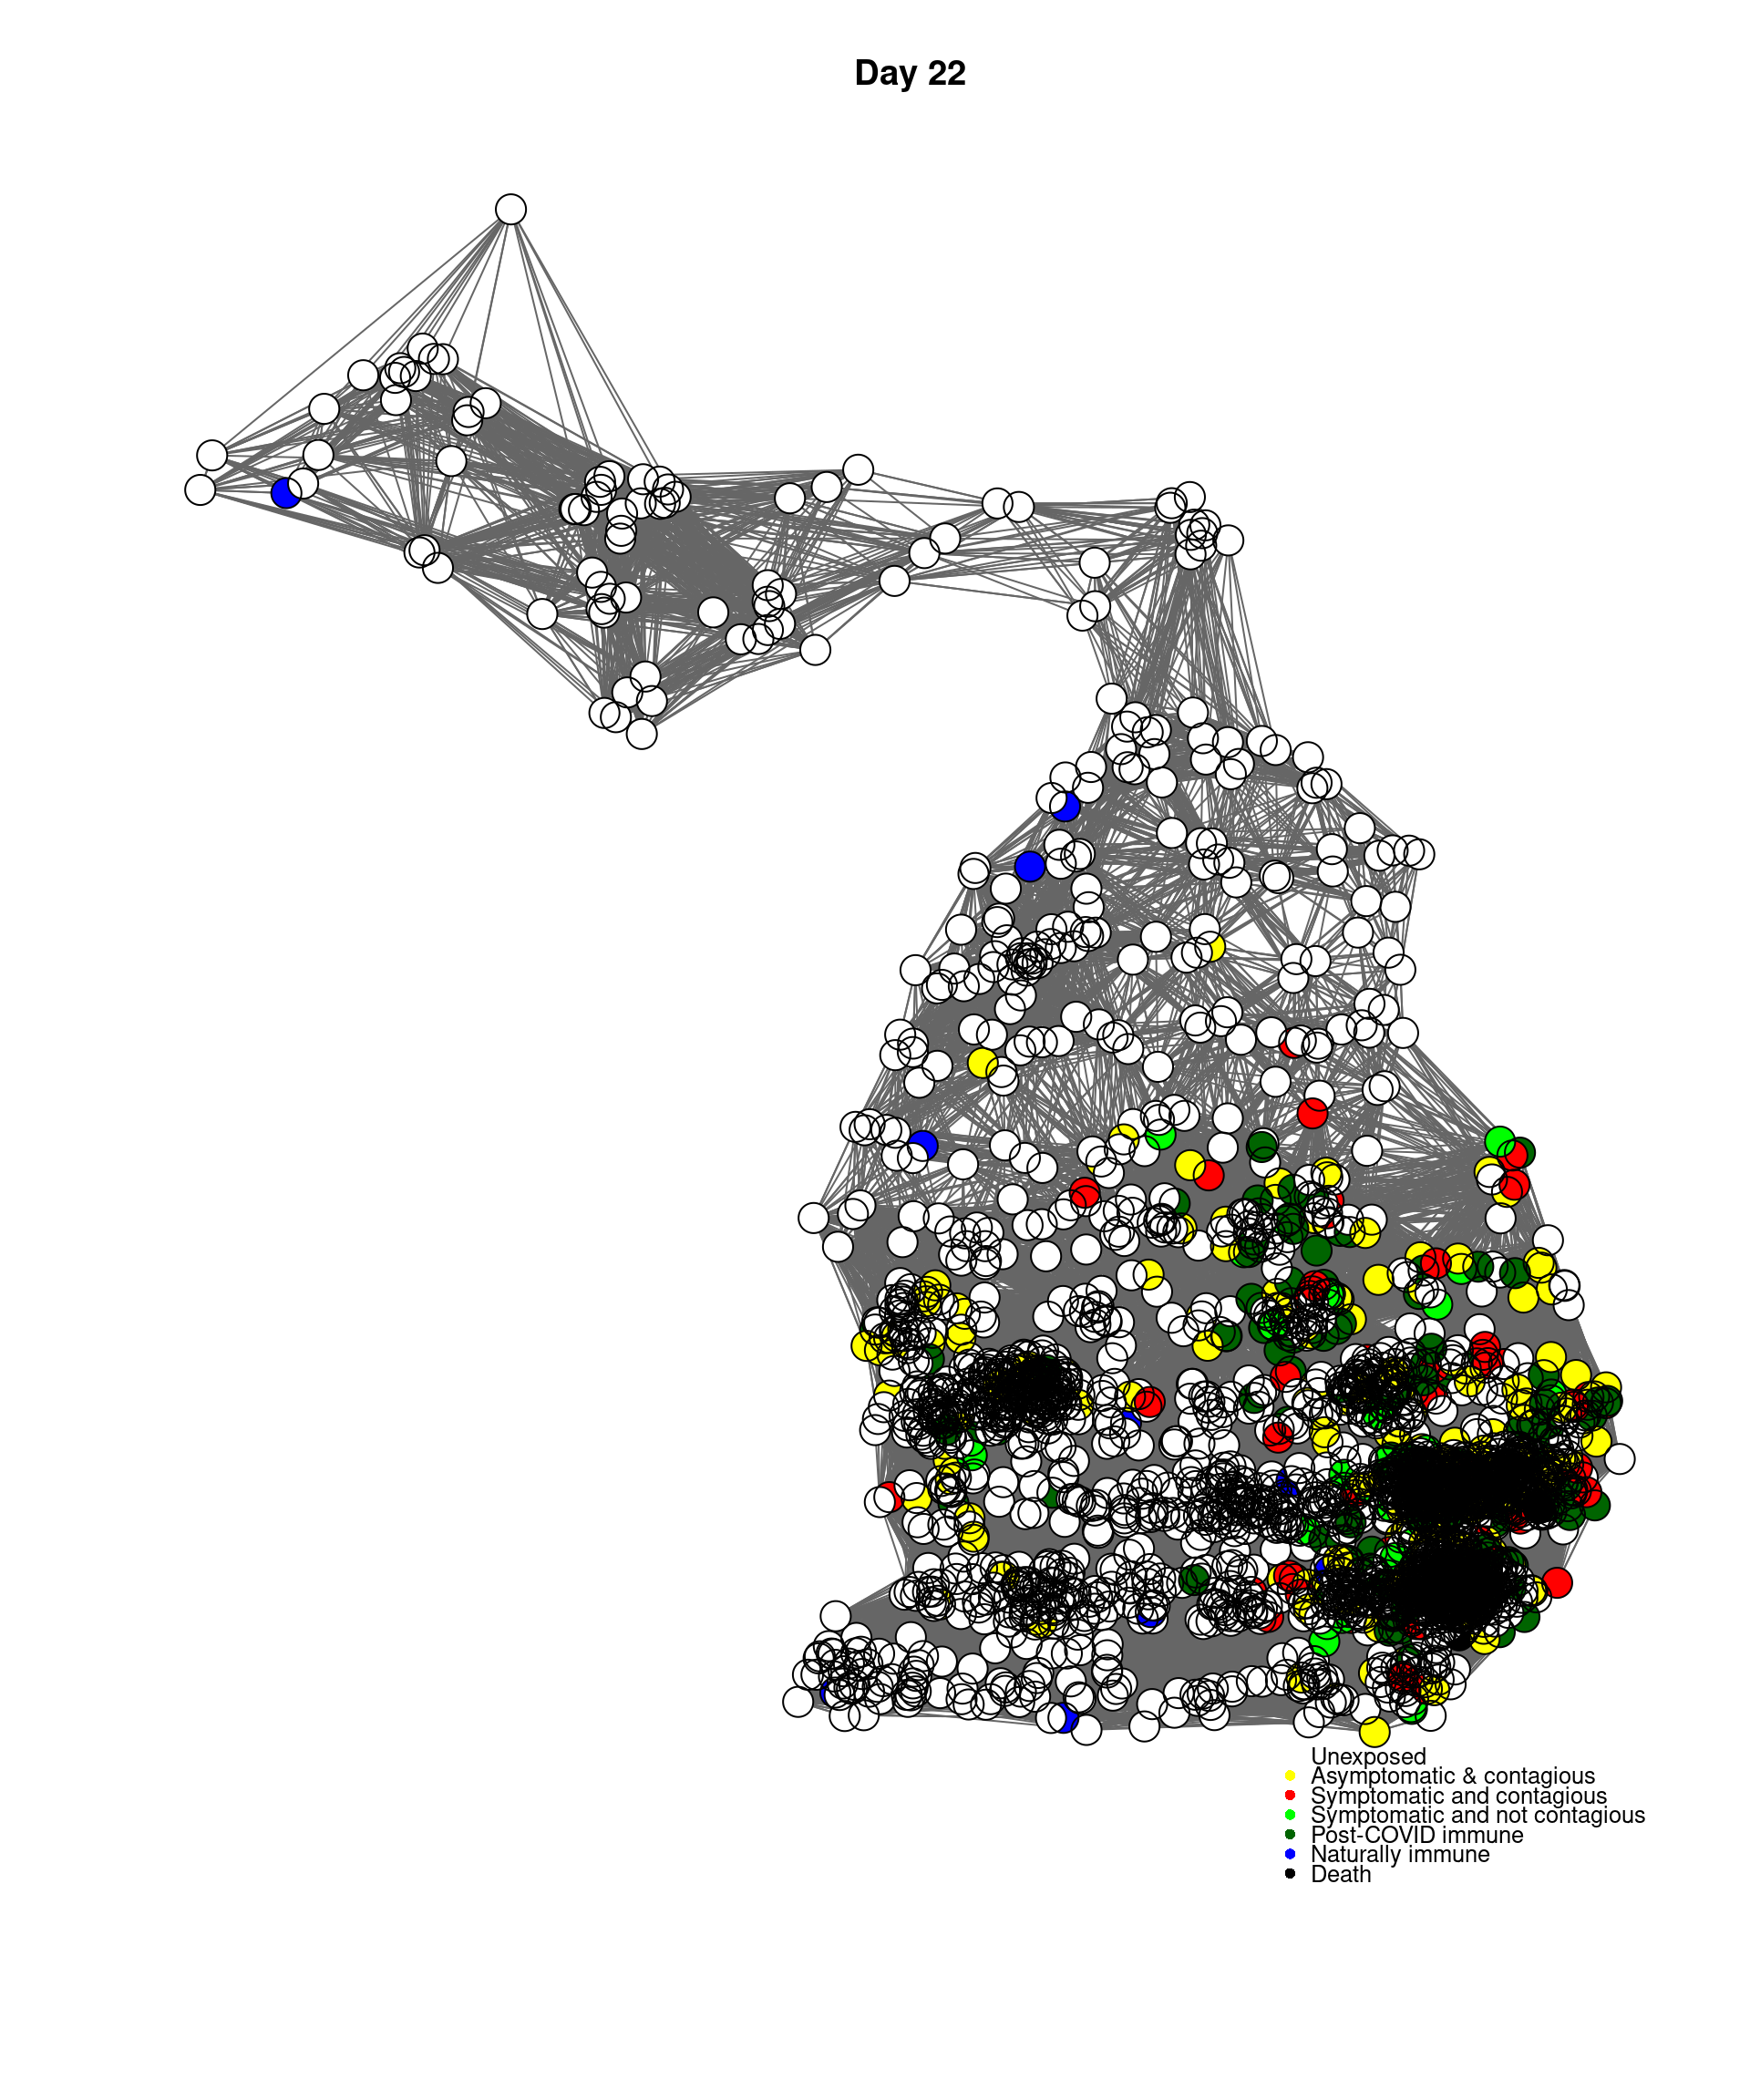 Day 22
Unexposed
Asymptomatic & contagious
Symptomatic and contagious
Symptomatic and not contagious
Post-COVID immune
Naturally immune
Death